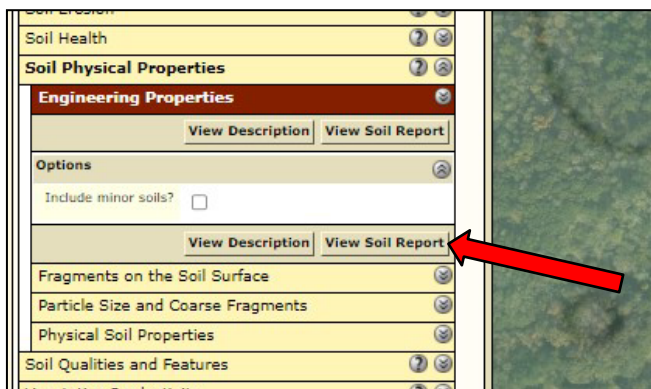 Soil Erosion
Soil Health
Soil Physical Properties
Engineering Properties
View Description View Soil Report
Options
Include minor soils?
View Description View Soil Report
Fragments on the Soil Surface
Particle Size and Coarse Fragments
Physical Soil Properties
Soil Qualities and Features